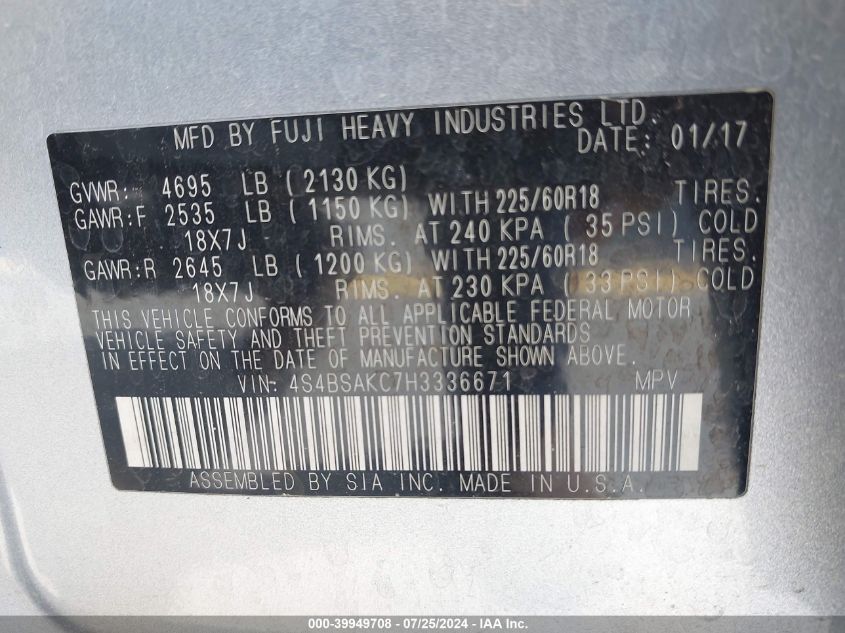 MFD BY FUJI HEAVY INDUSTRIES LTD.
DATE: 01/17
GVWR: 4695 LB ( 2130 KG)
GAWR:F 2535 LB ( 1150 KG) WITH 225/60R18 TIRES.
18X7J RIMS. AT 240 KPA ( 35 PSI) COLD
GAWR:R 2645 LB ( 1200 KG) WITH 225/60R18 TIRES.
18X7J RIMS. AT 230 KPA ( 33 PSI) COLD
THIS VEHICLE CONFORMS TO ALL APPLICABLE FEDERAL MOTOR
VEHICLE SAFETY AND THEFT PREVENTION STANDARDS
IN EFFECT ON THE DATE OF MANUFACTURE SHOWN ABOVE.
VIN: 4S4BSAKC7H3336671 MPV
ASSEMBLED BY SIA INC. MADE IN U.S.A.
000-39949708 - 07/25/2024 - IAA Inc.